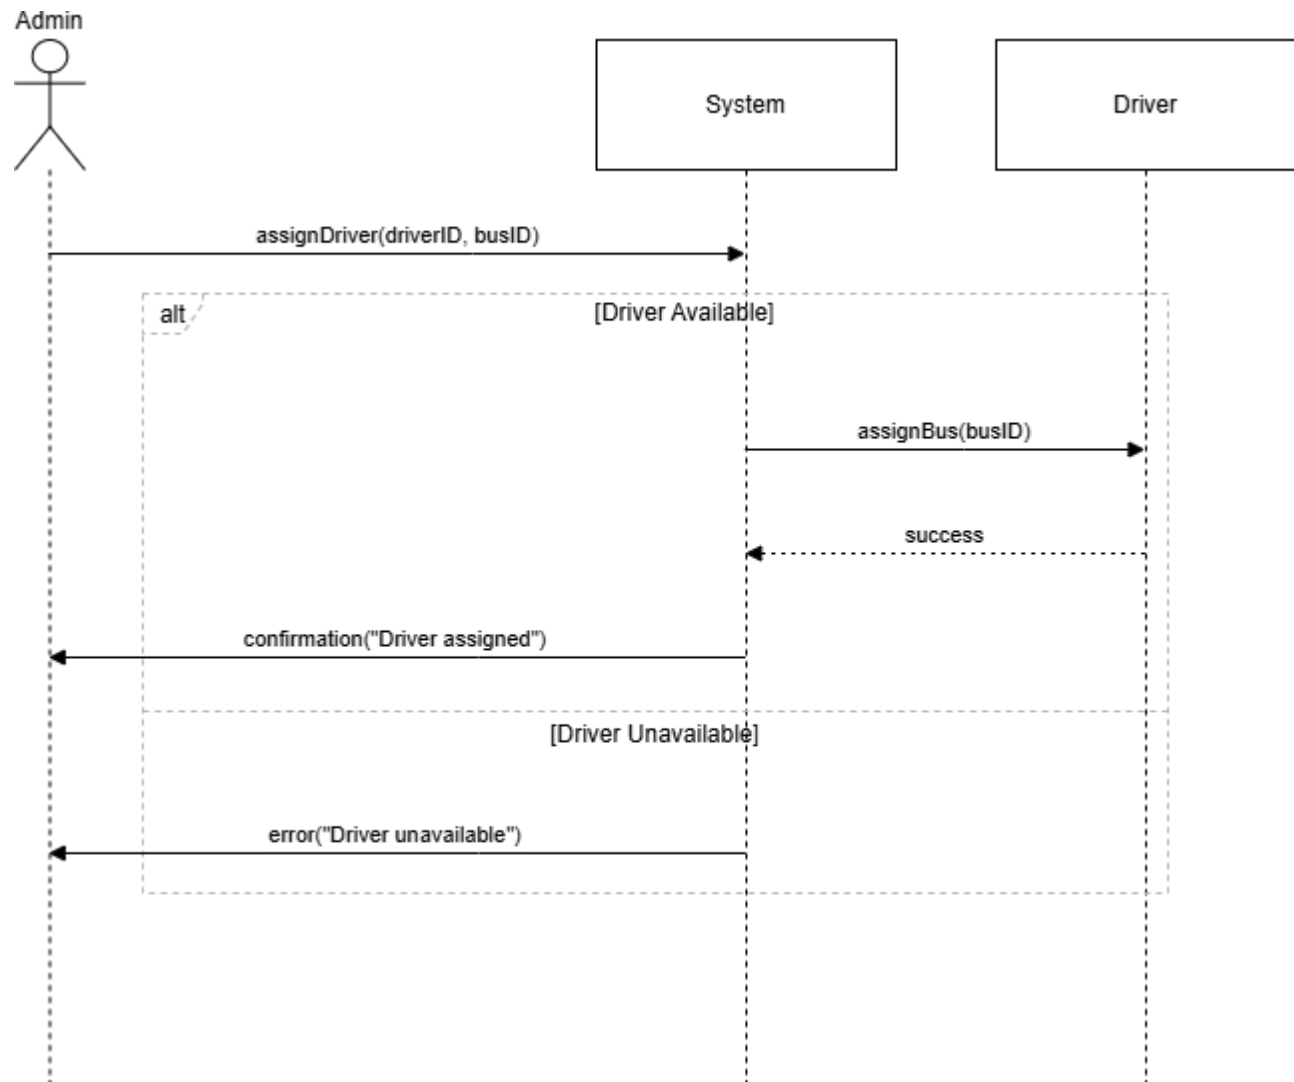 Admin
System
Driver
assignDriver(driverID, busID)
alt
[Driver Available]
assignBus(busID)
success
confirmation("Driver assigned")
[Driver Unavailable]
error("Driver unavailable")